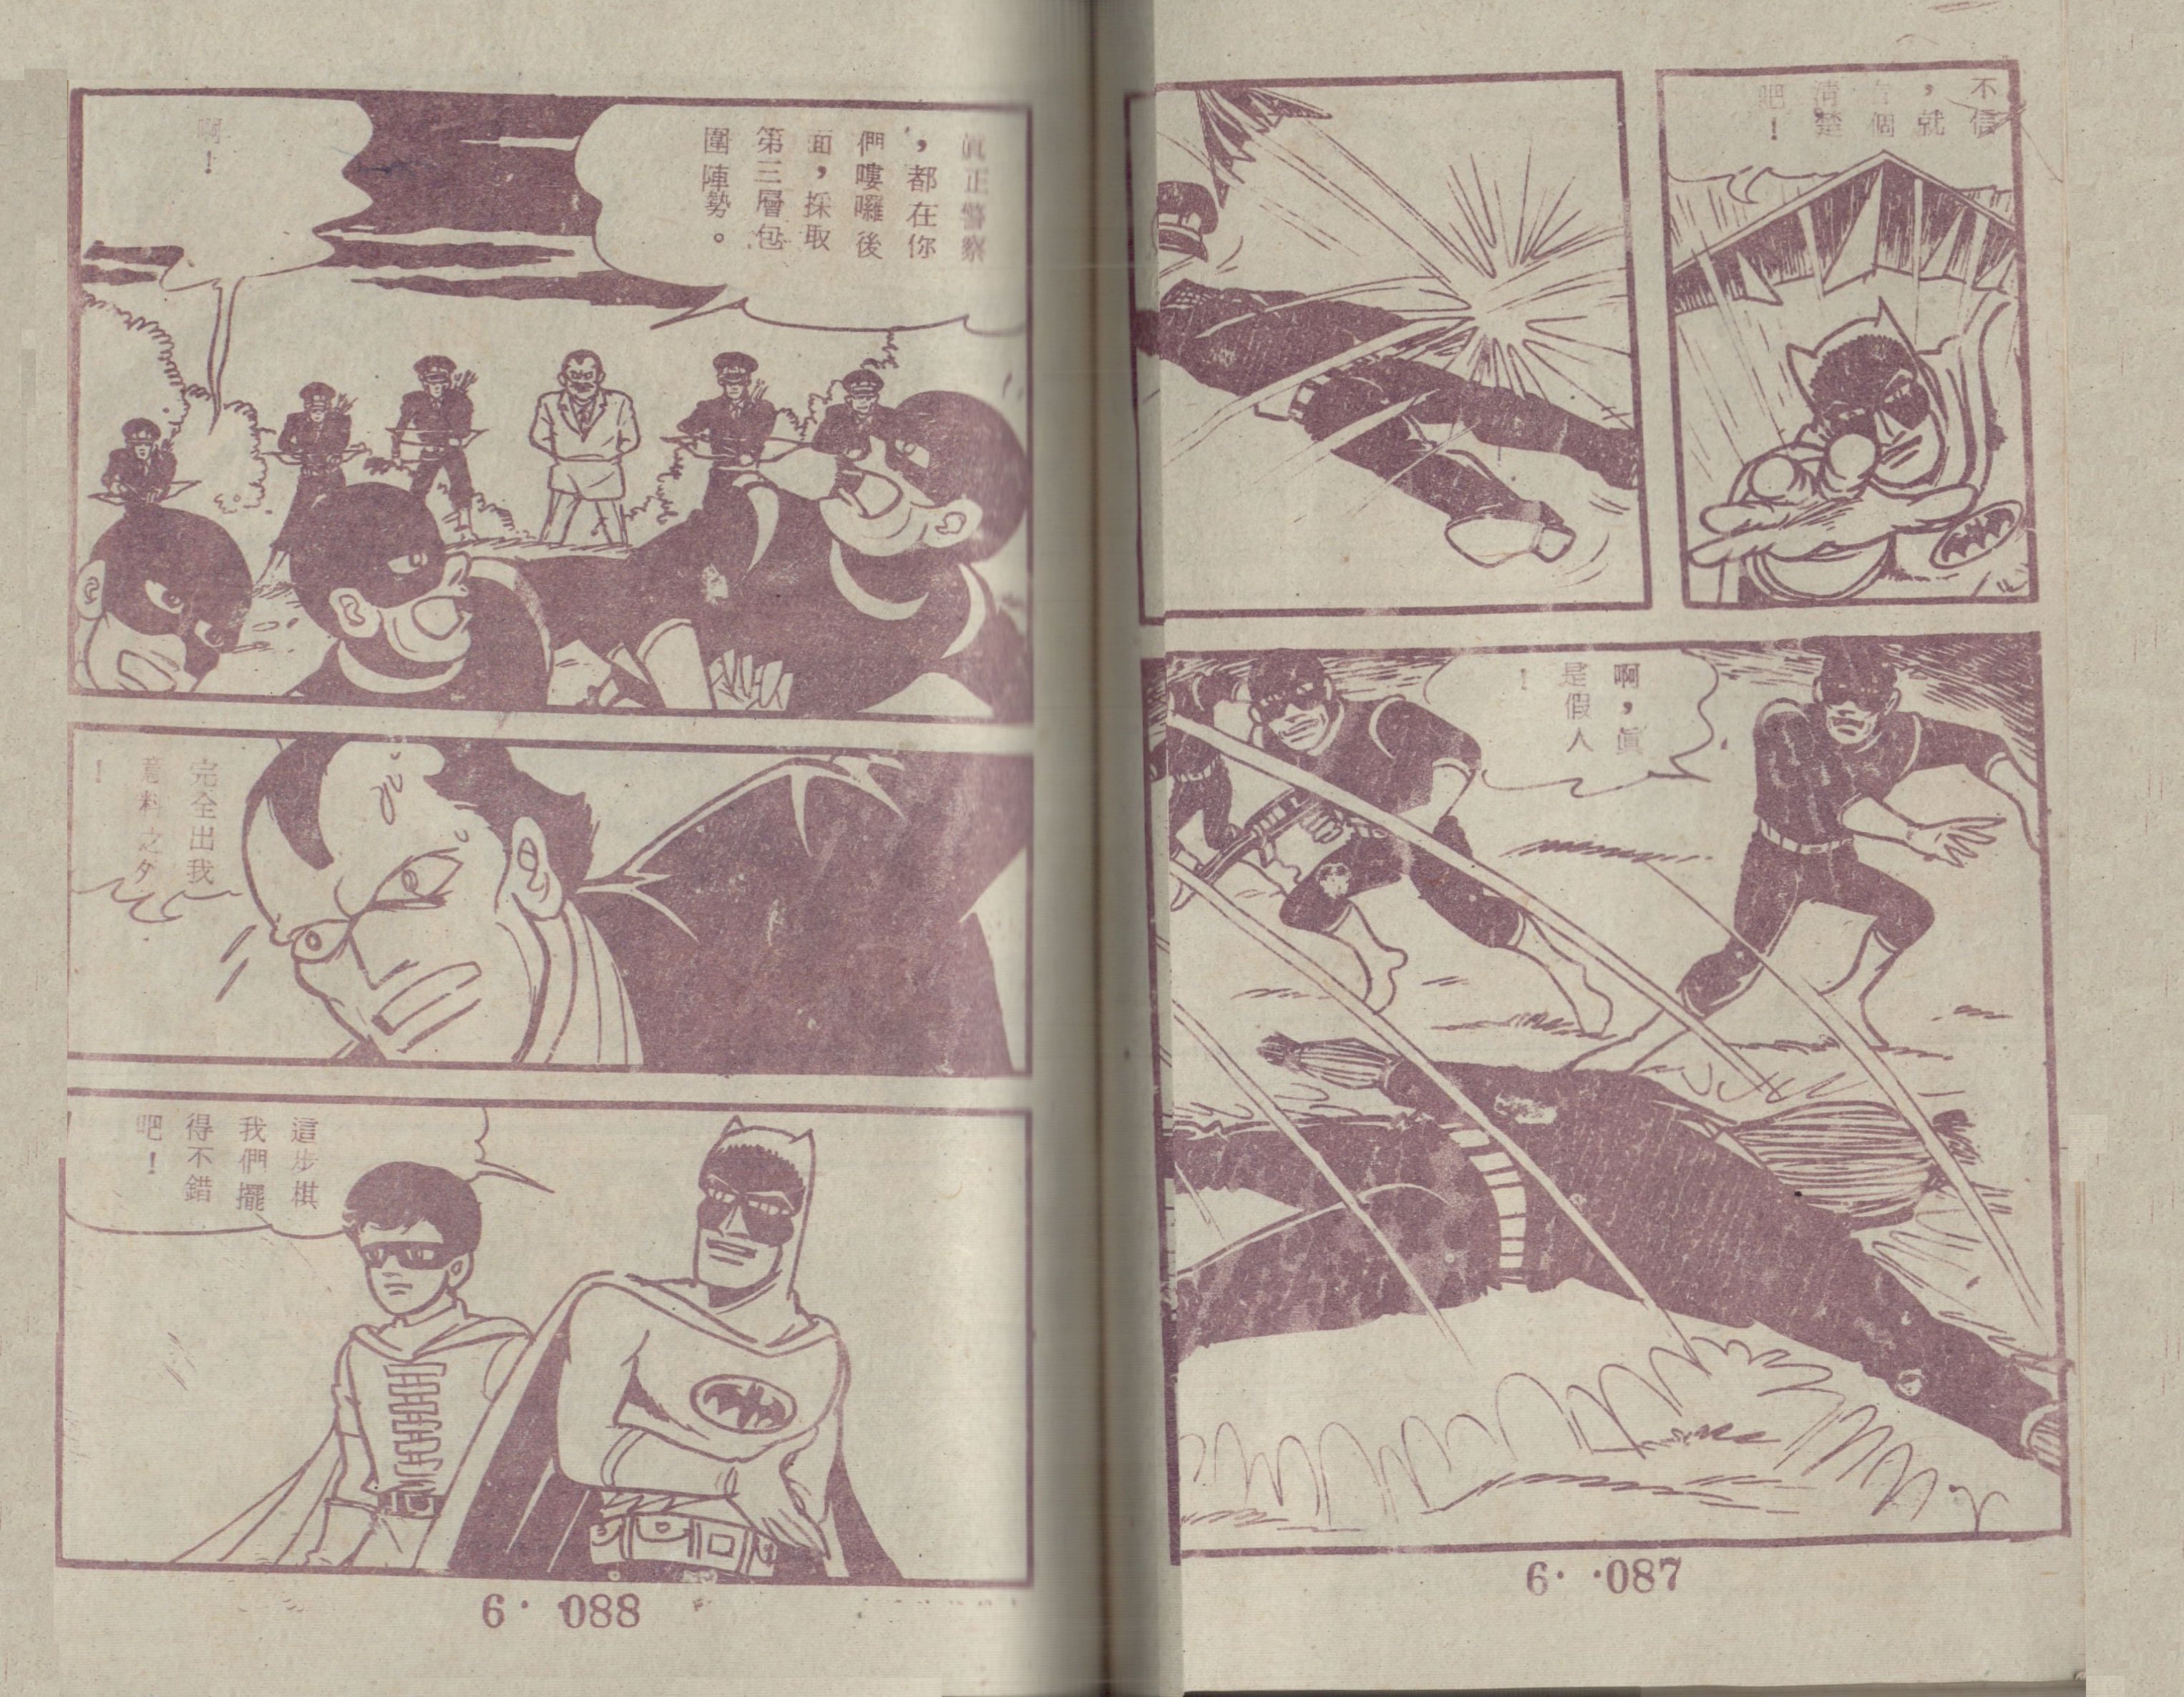 不信
，就
看個
清楚
吧！
啊，眞
是假人
！
6··087
眞正警察
，都在你
們嘍囉後
面，採取
第三層包
圍陣勢。
啊！
完全出我
意料之外
！
這步棋
我們擺
得不錯
吧！
6·088